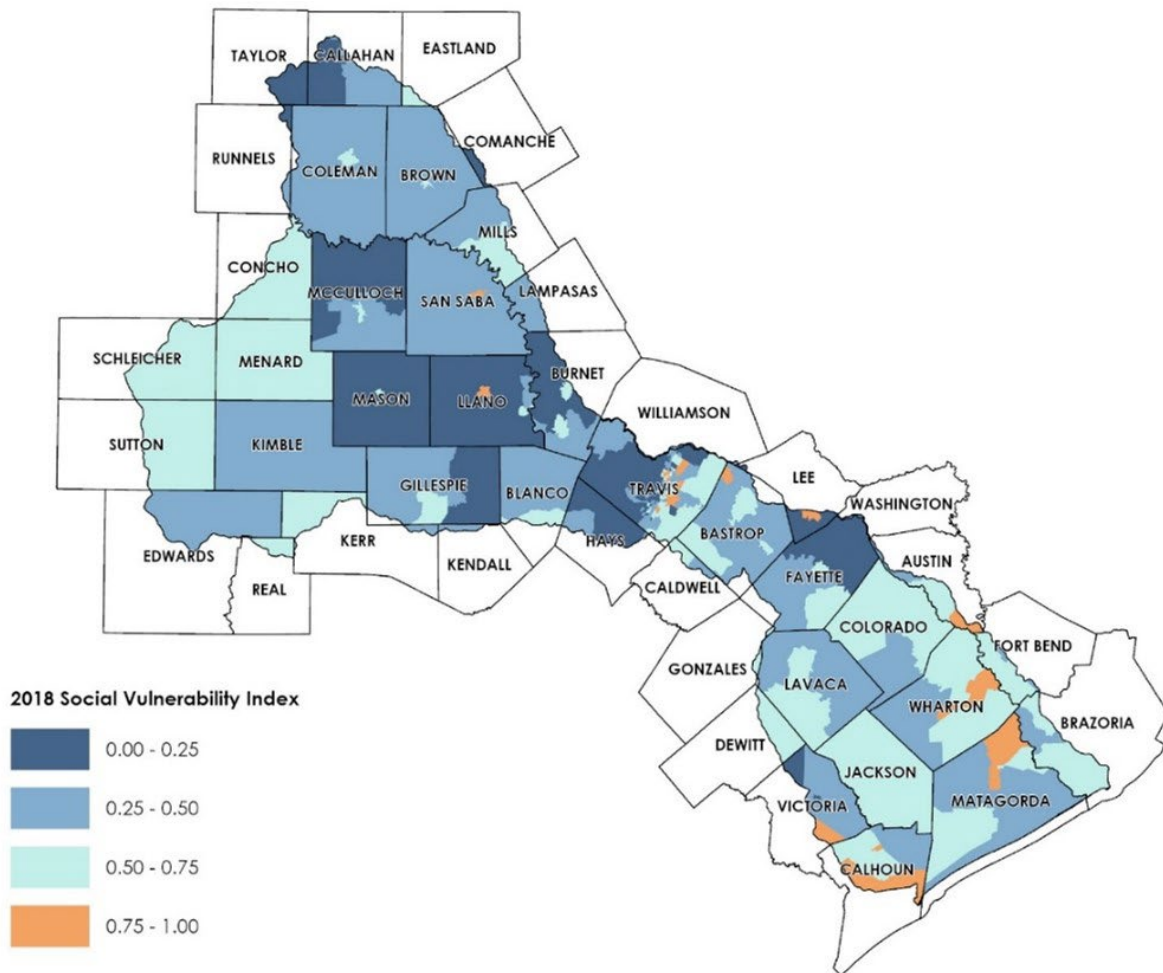 TAYLOR
CALLAHAN
EASTLAND
COMANCHE
RUNNELS
COLEMAN
BROWN
MILLS
CONCHO
MCCULLOCH
SAN SABA
LAMPASAS
SCHLEICHER
MENARD
MASON
LLANO
BURNET
WILLIAMSON
SUTTON
KIMBLE
GILLESPIE
BLANCO
TRAVIS
LEE
WASHINGTON
EDWARDS
KERR
KENDALL
HAYS
BASTROP
AUSTIN
REAL
CALDWELL
FAYETTE
COLORADO
FORT BEND
GONZALES
LAVACA
WHARTON
BRAZORIA
DEWITT
JACKSON
VICTORIA
MATAGORDA
CALHOUN
2018 Social Vulnerability Index
0.00 - 0.25
0.25 - 0.50
0.50 - 0.75
0.75 - 1.00